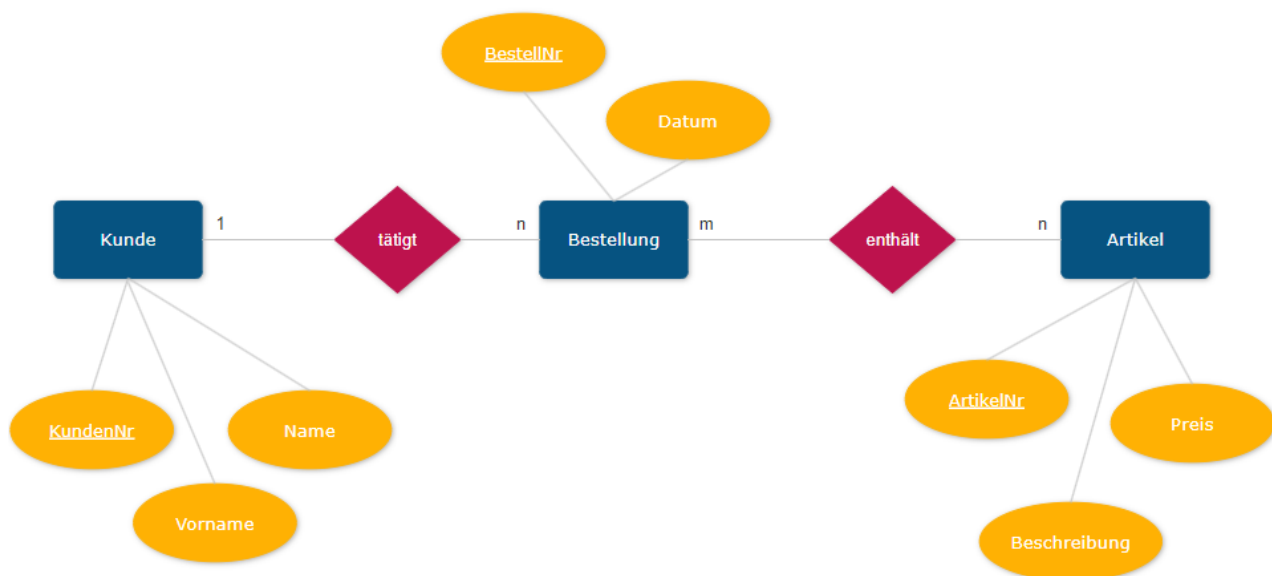 BestellNr
Datum
Kunde
1
tätigt
n
Bestellung
m
enthält
n
Artikel
KundenNr
Name
Vorname
ArtikelNr
Preis
Beschreibung